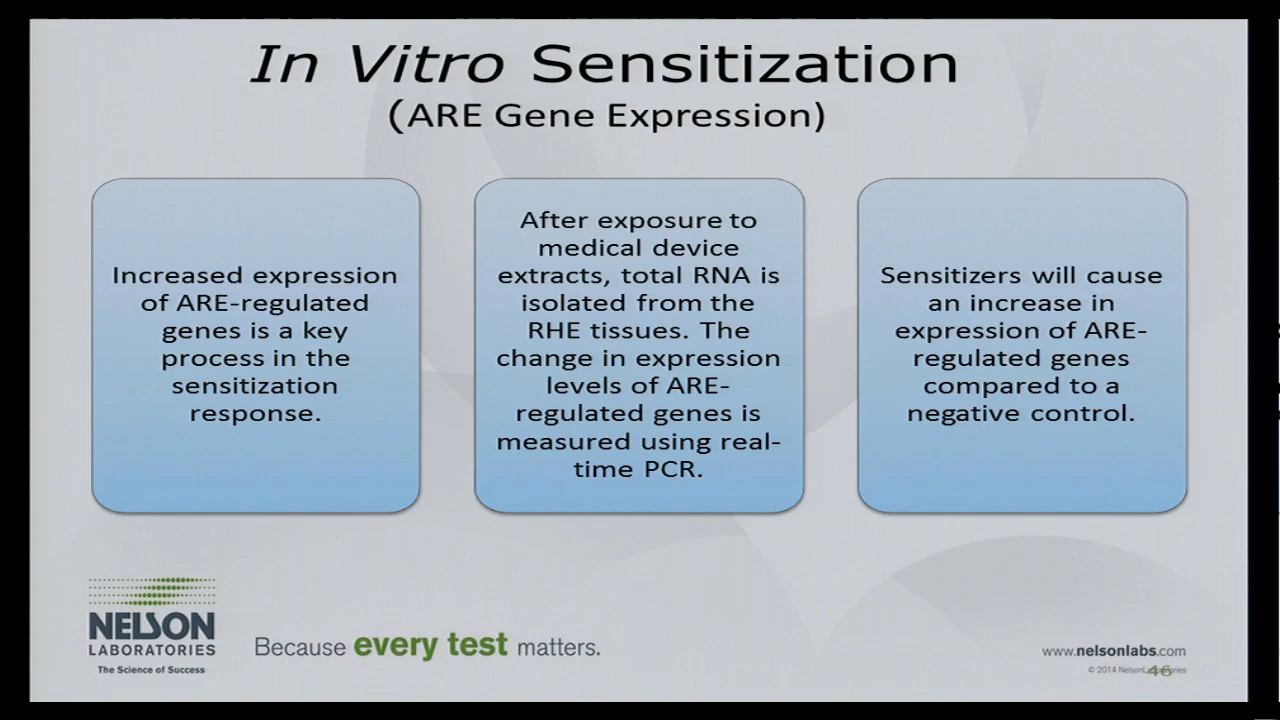 In Vitro Sensitization
(ARE Gene Expression)
Increased expression
of ARE-regulated
genes is a key
process in the
sensitization
response.
After exposure to
medical device
extracts, total RNA is
isolated from the
RHE tissues. The
change in expression
levels of ARE-
regulated genes is
measured using real-
time PCR.
Sensitizers will cause
an increase in
expression of ARE-
regulated genes
compared to a
negative control.
NELSON
LABORATORIES
The Science of Success
Because every test matters.
www.nelsonlabs.com
© 2014 Nelson Laboratories
46